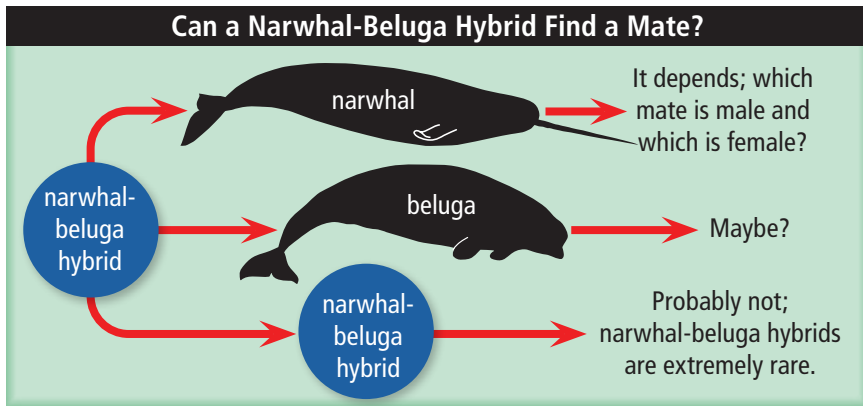 Can a Narwhal-Beluga Hybrid Find a Mate?
narwhal
It depends; which
mate is male and
which is female?
narwhal-
beluga
hybrid
beluga
Maybe?
narwhal-
beluga
hybrid
Probably not;
narwhal-beluga hybrids
are extremely rare.